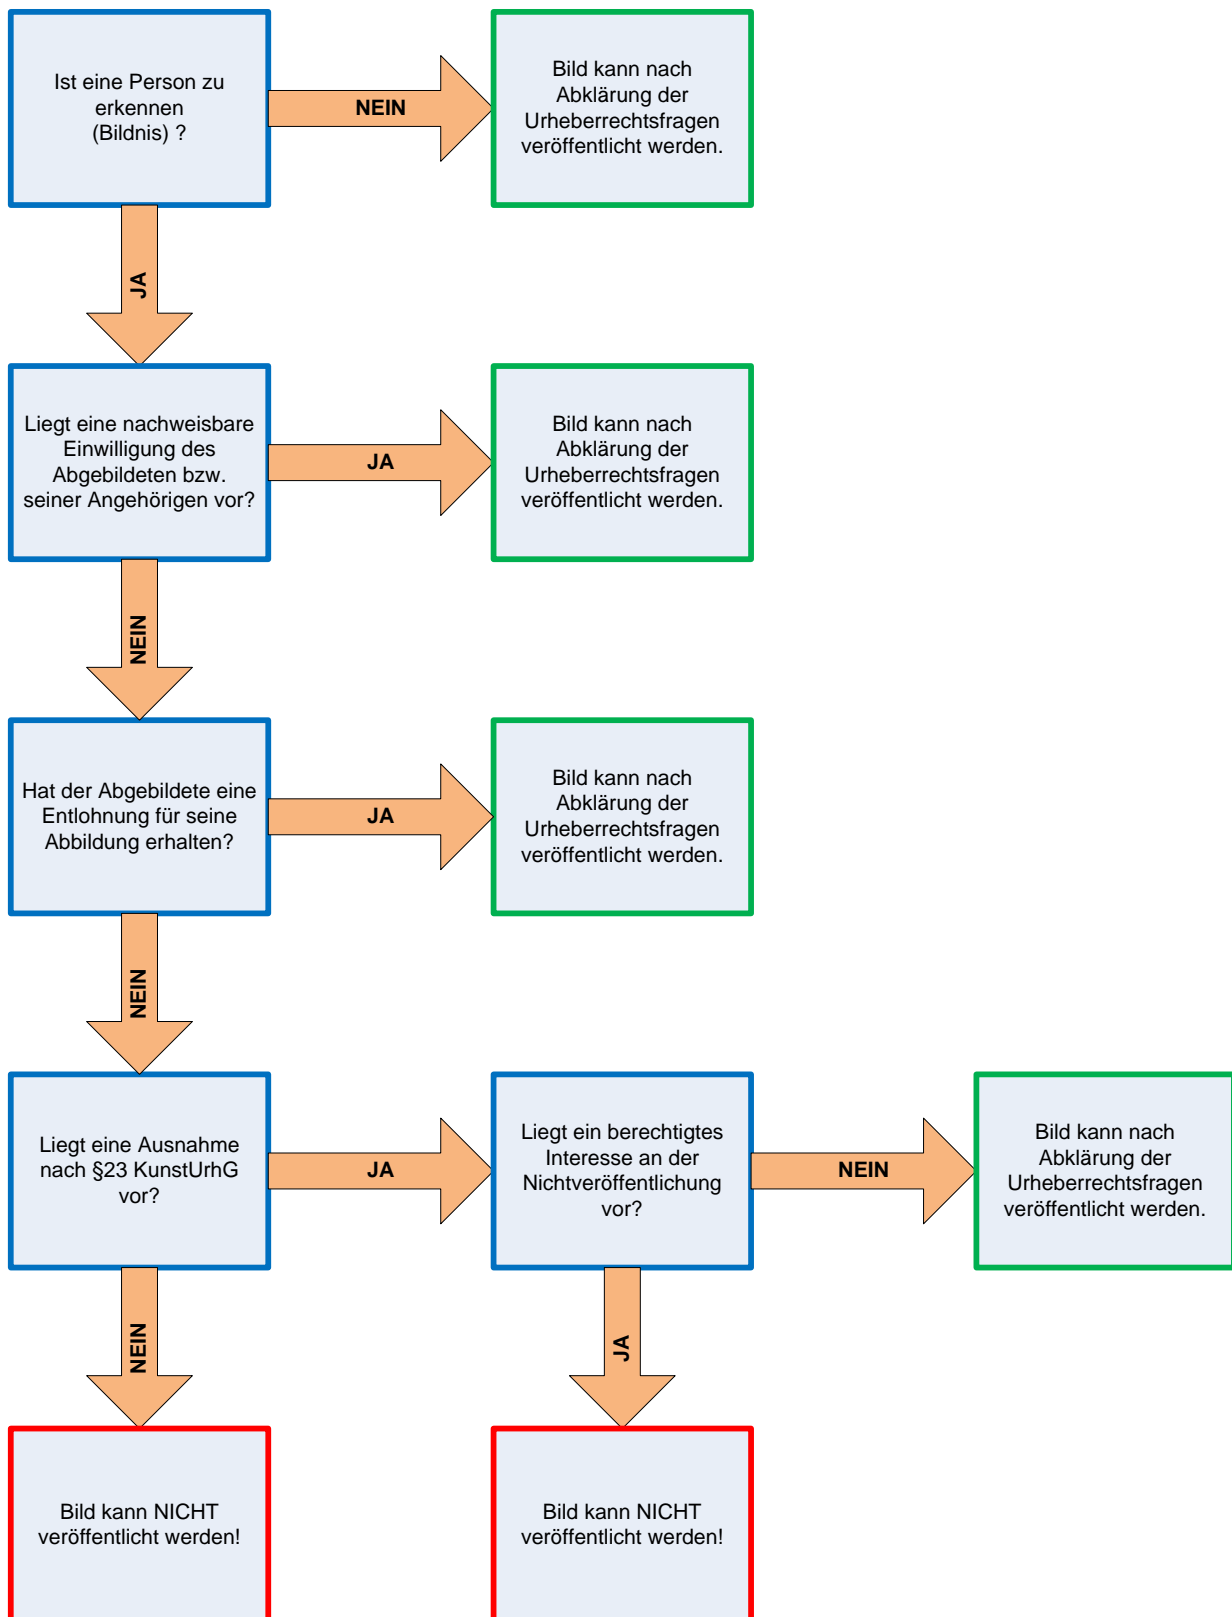 Ist eine Person zu
erkennen
(Bildnis) ?
NEIN
Bild kann nach
Abklärung der
Urheberrechtsfragen
veröffentlicht werden.
JA
Liegt eine nachweisbare
Einwilligung des
Abgebildeten bzw.
seiner Angehörigen vor?
JA
Bild kann nach
Abklärung der
Urheberrechtsfragen
veröffentlicht werden.
NEIN
Hat der Abgebildete eine
Entlohnung für seine
Abbildung erhalten?
JA
Bild kann nach
Abklärung der
Urheberrechtsfragen
veröffentlicht werden.
NEIN
Liegt eine Ausnahme
nach §23 KunstUrhG
vor?
JA
Liegt ein berechtigtes
Interesse an der
Nichtveröffentlichung
vor?
NEIN
Bild kann nach
Abklärung der
Urheberrechtsfragen
veröffentlicht werden.
NEIN
JA
Bild kann NICHT
veröffentlicht werden!
Bild kann NICHT
veröffentlicht werden!